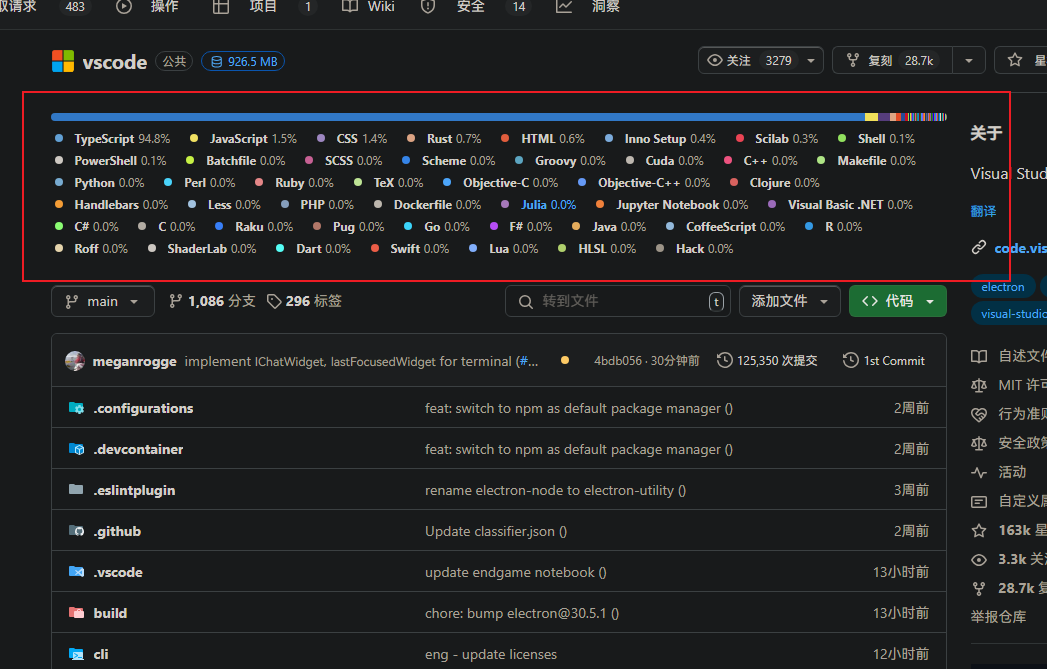 取请求 483 操作 项目 1 Wiki 安全 14 洞察
vscode 公共 926.5 MB 关注 3279 复刻 28.7k 星
TypeScript 94.8% JavaScript 1.5% CSS 1.4% Rust 0.7% HTML 0.6% Inno Setup 0.4% Scilab 0.3% Shell 0.1%
PowerShell 0.1% Batchfile 0.0% SCSS 0.0% Scheme 0.0% Groovy 0.0% Cuda 0.0% C++ 0.0% Makefile 0.0%
Python 0.0% Perl 0.0% Ruby 0.0% TeX 0.0% Objective-C 0.0% Objective-C++ 0.0% Clojure 0.0%
Handlebars 0.0% Less 0.0% PHP 0.0% Dockerfile 0.0% Julia 0.0% Jupyter Notebook 0.0% Visual Basic .NET 0.0%
C# 0.0% C 0.0% Raku 0.0% Pug 0.0% Go 0.0% F# 0.0% Java 0.0% CoffeeScript 0.0% R 0.0%
Roff 0.0% ShaderLab 0.0% Dart 0.0% Swift 0.0% Lua 0.0% HLSL 0.0% Hack 0.0%
main 1,086 分支 296 标签 转到文件 t 添加文件 代码
meganrogge implement IChatWidget, lastFocusedWidget for terminal (#... 4bdb056 · 30分钟前 125,350 次提交 1st Commit
.configurations feat: switch to npm as default package manager () 2周前
.devcontainer feat: switch to npm as default package manager () 2周前
.eslintplugin rename electron-node to electron-utility () 3周前
.github Update classifier.json () 2周前
.vscode update endgame notebook () 13小时前
build chore: bump electron@30.5.1 () 13小时前
cli eng - update licenses 12小时前
关于
Visual Stud
翻译
code.vis
electron
visual-studio
自述文件
MIT 许可
行为准则
安全政策
活动
自定义属
163k 星
3.3k 关注
28.7k 复
举报仓库